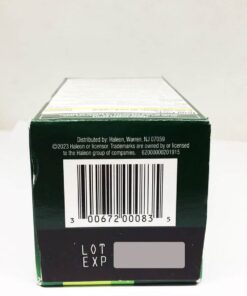 Distributed by: Haleon, Warren, NJ 07059
©2023 Haleon or licensor. Trademarks are owned by or licensed
to the Haleon group of companies. 62000000201815
3 00672 00083 5
LOT
EXP